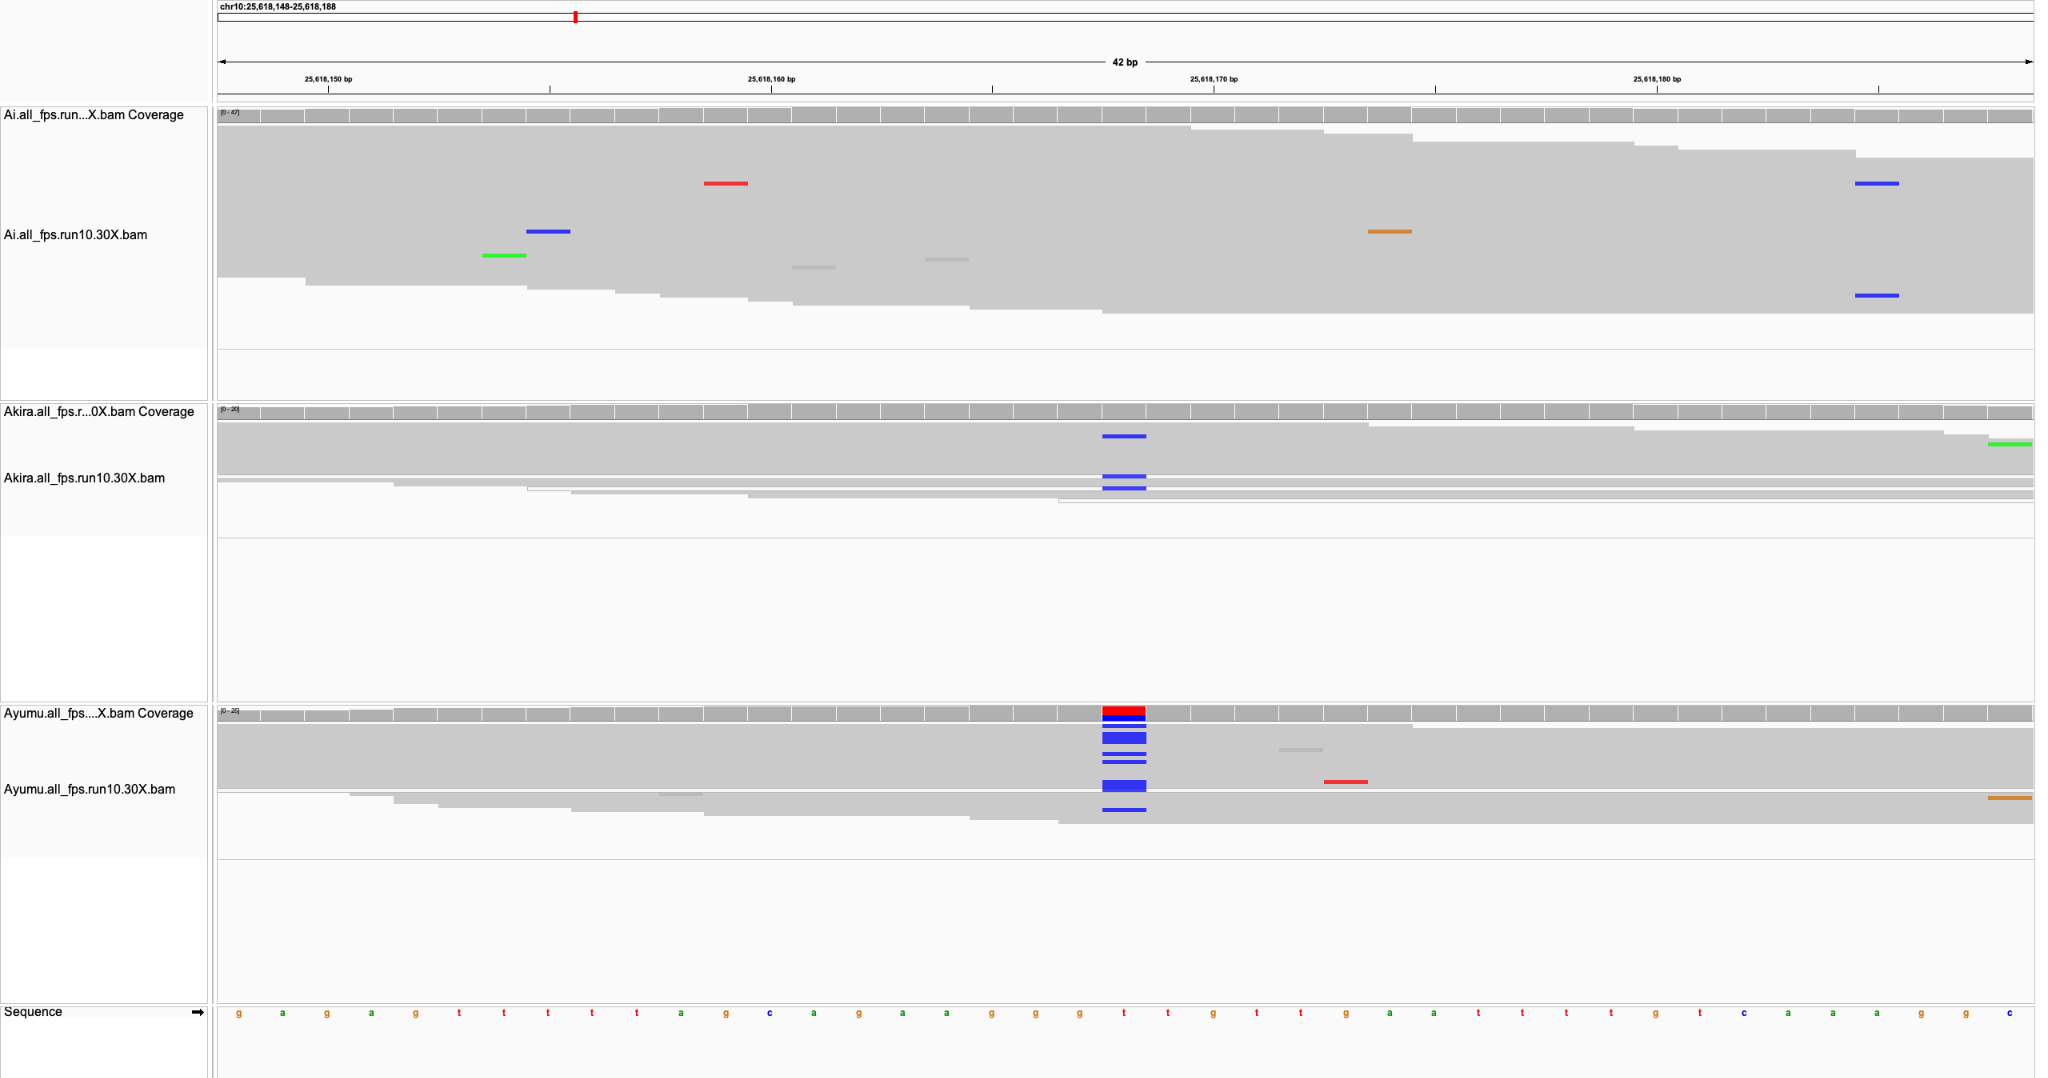 chr10:25,618,148-25,618,188
42 bp
25,618,150 bp 25,618,160 bp 25,618,170 bp 25,618,180 bp
Ai.all_fps.run...X.bam Coverage
[0 - 47]
Ai.all_fps.run10.30X.bam
Akira.all_fps.r...0X.bam Coverage
[0 - 20]
Akira.all_fps.run10.30X.bam
Ayumu.all_fps....X.bam Coverage
[0 - 25]
Ayumu.all_fps.run10.30X.bam
Sequence
g a g a g t t t t t a g c a g a a g g g t t g t t g a a t t t t g t c a a a g g c